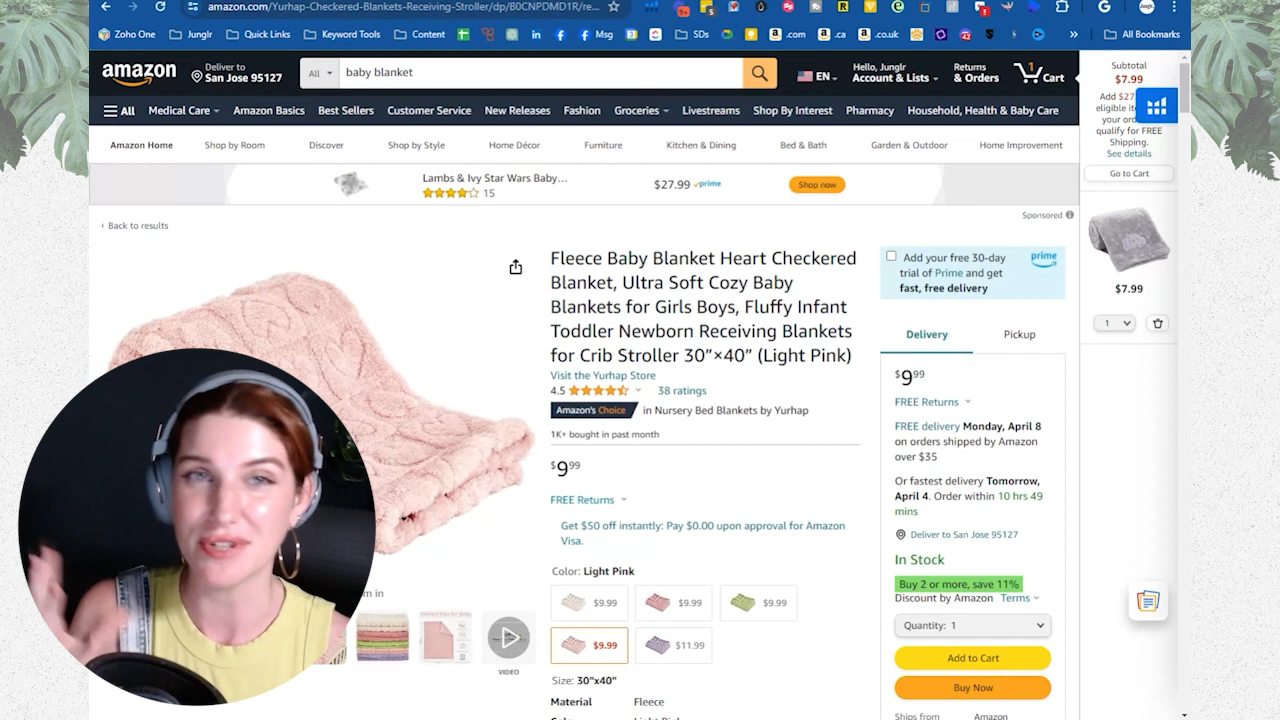 amazon.com/Yurhap-Checkered-Blankets-Receiving-Stroller/dp/B0CNPDMD1R/re...
Zoho One
Junglr
Quick Links
Keyword Tools
Content
Msg
SDs
.com
.ca
.co.uk
All Bookmarks
amazon
Deliver to
San Jose 95127
All
baby blanket
EN
Hello, Junglr
Account & Lists
Returns
& Orders
1
Cart
All
Medical Care
Amazon Basics
Best Sellers
Customer Service
New Releases
Fashion
Groceries
Livestreams
Shop By Interest
Pharmacy
Household, Health & Baby Care
Amazon Home
Shop by Room
Discover
Shop by Style
Home Décor
Furniture
Kitchen & Dining
Bed & Bath
Garden & Outdoor
Home Improvement
Lambs & Ivy Star Wars Baby...
15
$27.99
prime
Shop now
Sponsored
‹ Back to results
Fleece Baby Blanket Heart Checkered
Blanket, Ultra Soft Cozy Baby
Blankets for Girls Boys, Fluffy Infant
Toddler Newborn Receiving Blankets
for Crib Stroller 30”×40” (Light Pink)
Visit the Yurhap Store
4.5
38 ratings
Amazon's Choice
in Nursery Bed Blankets by Yurhap
1K+ bought in past month
$9 99
FREE Returns
Get $50 off instantly: Pay $0.00 upon approval for Amazon
Visa.
Color: Light Pink
$9.99
$9.99
$9.99
$9.99
$11.99
Size: 30"x40"
Material
Fleece
VIDEO
Add your free 30-day
trial of Prime and get
fast, free delivery
prime
Delivery
Pickup
$9 99
FREE Returns
FREE delivery Monday, April 8
on orders shipped by Amazon
over $35
Or fastest delivery Tomorrow,
April 4. Order within 10 hrs 49
mins
Deliver to San Jose 95127
In Stock
Buy 2 or more, save 11%
Discount by Amazon
Terms
Quantity: 1
Add to Cart
Buy Now
Ships from
Amazon
Subtotal
$7.99
Add $27
eligible
your
qualify for FREE
Shipping.
See details
Go to Cart
$7.99
1